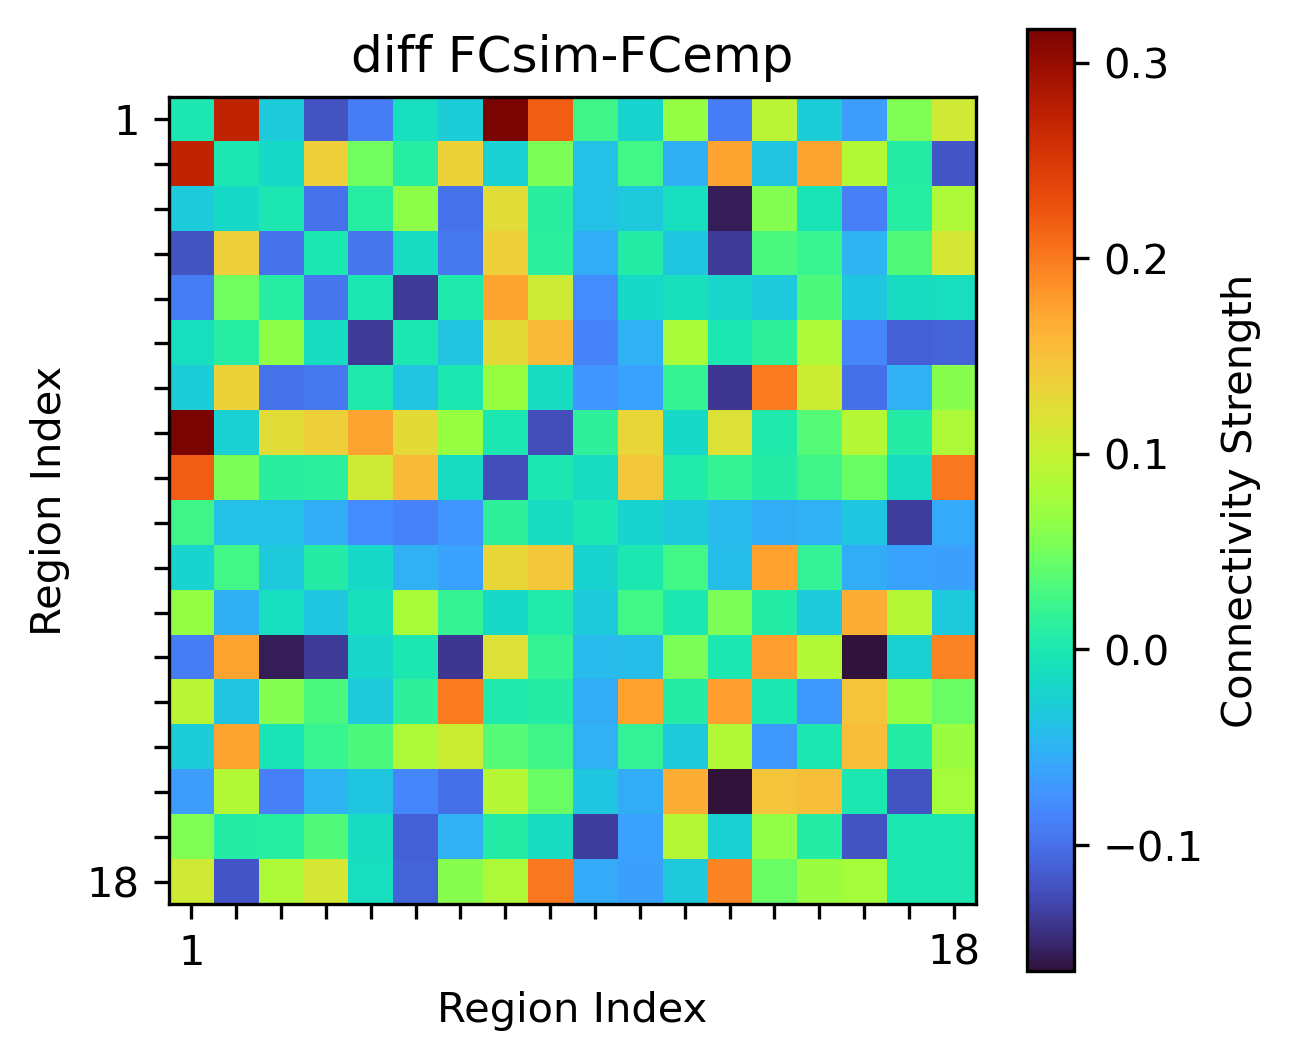 diff FCsim-FCemp
1
18
Region Index
1
18
Region Index
0.3
0.2
0.1
0.0
−0.1
Connectivity Strength